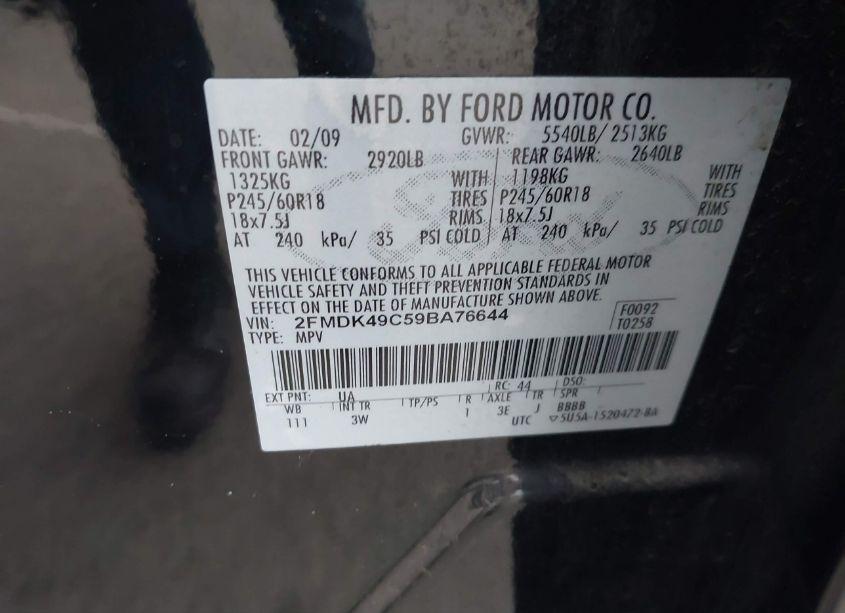 MFD. BY FORD MOTOR CO.
DATE: 02/09 GVWR: 5540LB/ 2513KG
FRONT GAWR: 2920LB REAR GAWR: 2640LB
1325KG WITH 1198KG WITH
P245/60R18 TIRES P245/60R18 TIRES
18x7.5J RIMS 18x7.5J RIMS
AT 240 kPa/ 35 PSI COLD AT 240 kPa/ 35 PSI COLD
THIS VEHICLE CONFORMS TO ALL APPLICABLE FEDERAL MOTOR
VEHICLE SAFETY AND THEFT PREVENTION STANDARDS IN
EFFECT ON THE DATE OF MANUFACTURE SHOWN ABOVE.
VIN: 2FMDK49C59BA76644 F0092
TYPE: MPV T0258
EXT PNT: UA RC: 44 DSO:
WB INT TR TP/PS R AXLE TR SPR
111 3W 1 3E J BBBB
UTC 5U5A-1520472-BA